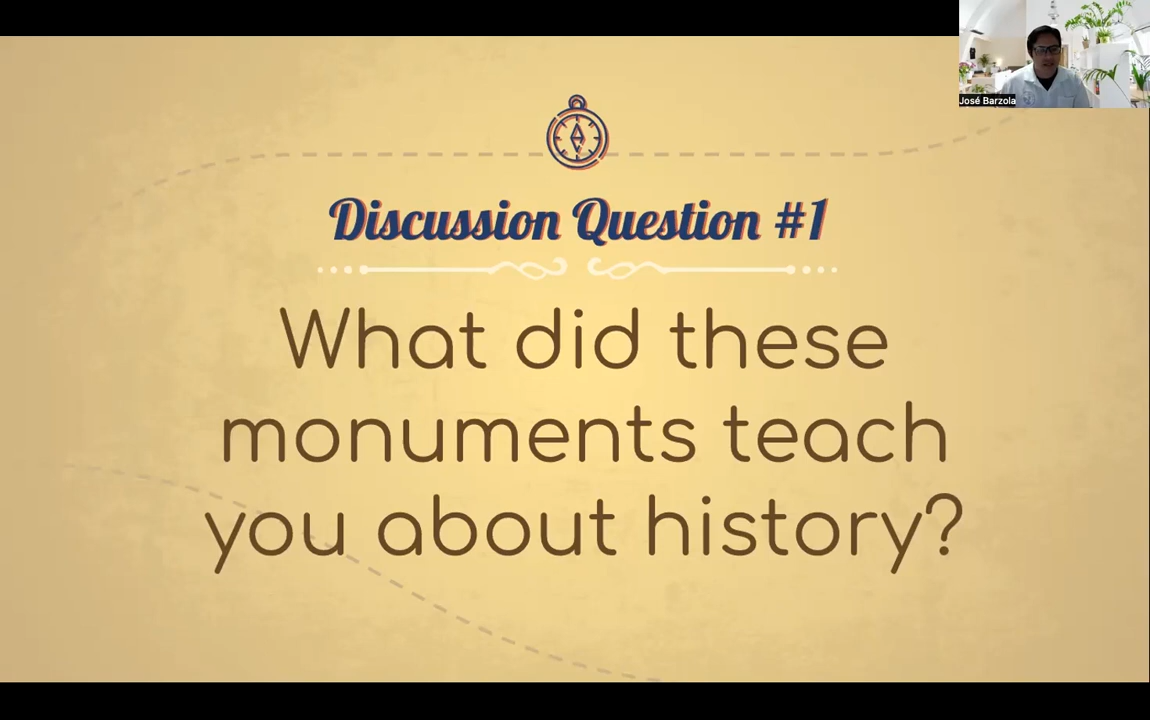 José Barzola
Discussion Question #1
What did these
monuments teach
you about history?